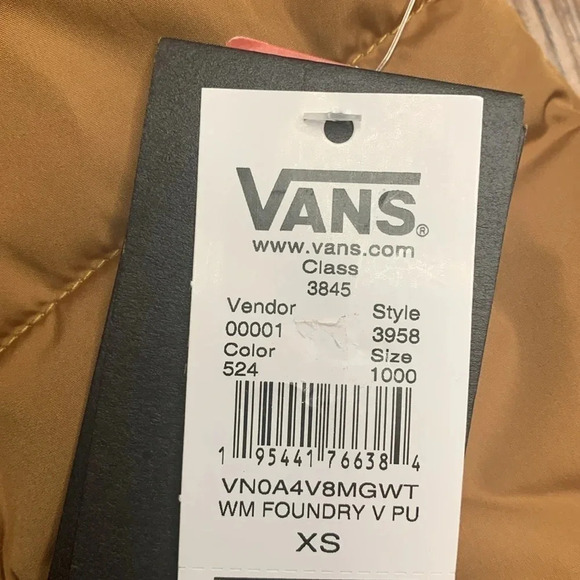 VANS®
www.vans.com
Class
3845
Vendor Style
00001 3958
Color Size
524 1000
1 95441 76638 4
VN0A4V8MGWT
WM FOUNDRY V PU
XS